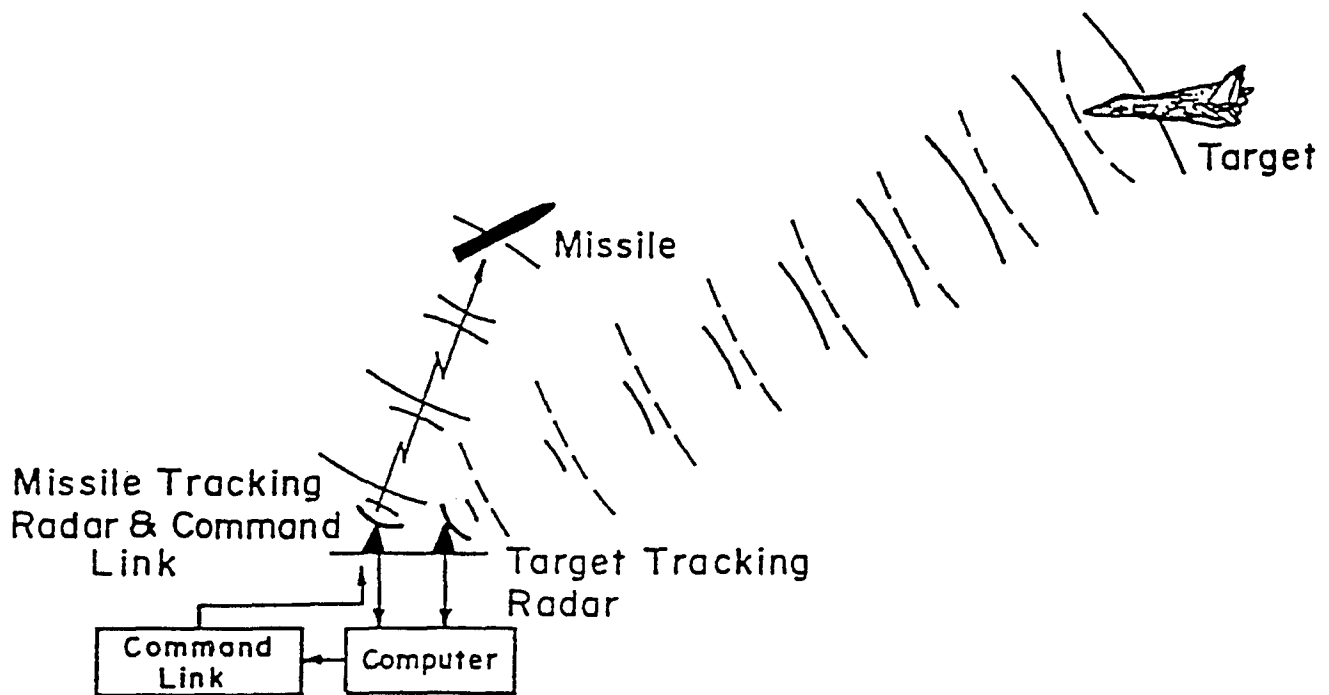 Target
Missile
Missile Tracking
Radar & Command
Link
Target Tracking
Radar
Command
Link
Computer